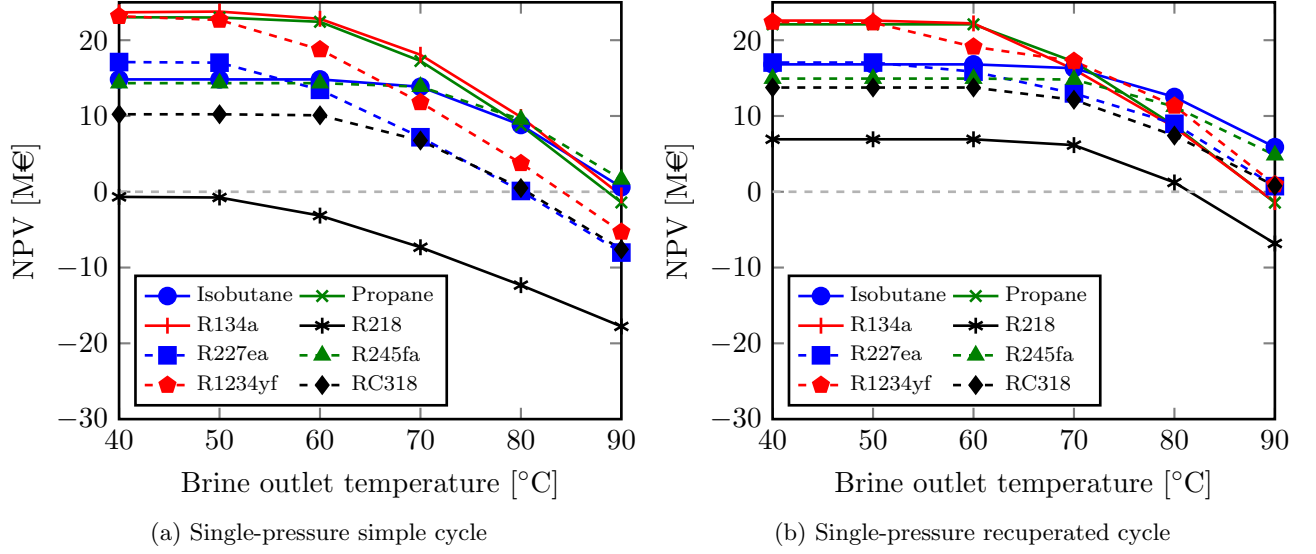 20
10
0
−10
−20
−30
NPV [M€]
Isobutane
Propane
R134a
R218
R227ea
R245fa
R1234yf
RC318
40 50 60 70 80 90
Brine outlet temperature [°C]
(a) Single-pressure simple cycle
20
10
0
−10
−20
−30
NPV [M€]
Isobutane
Propane
R134a
R218
R227ea
R245fa
R1234yf
RC318
40 50 60 70 80 90
Brine outlet temperature [°C]
(b) Single-pressure recuperated cycle